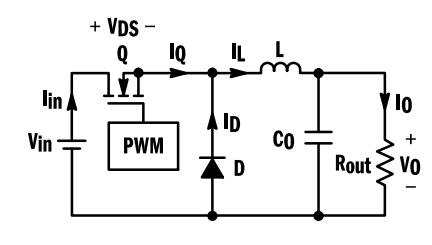 + VDS −
Q IQ IL L
Iin ID IO
Vin PWM D CO Rout + VO −